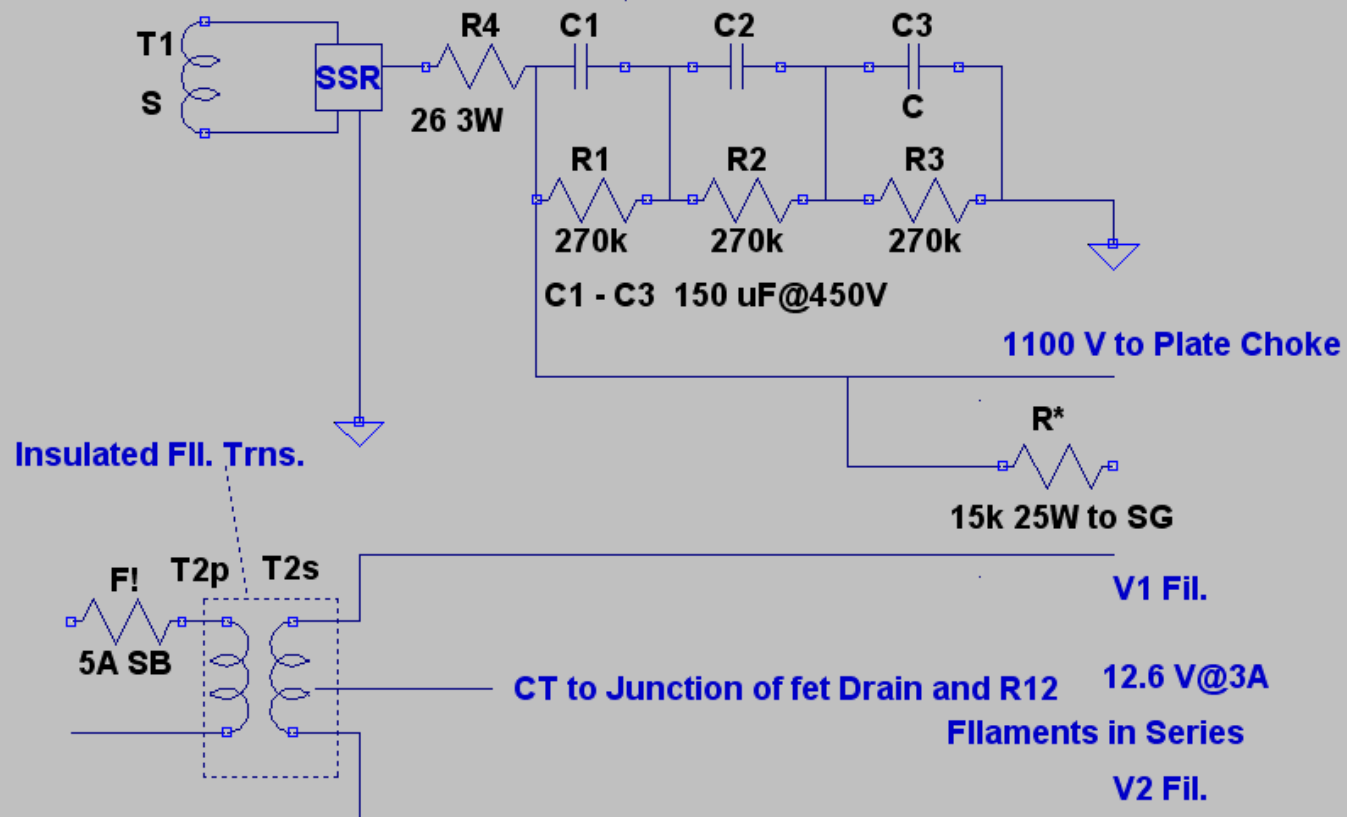 T1
S
SSR
R4
26 3W
C1
C2
C3
C
R1
R2
R3
270k
270k
270k
C1 - C3 150 uF@450V
1100 V to Plate Choke
R*
15k 25W to SG
Insulated FIl. Trns.
F!
T2p
T2s
5A SB
V1 Fil.
CT to Junction of fet Drain and R12
12.6 V@3A
FIlaments in Series
V2 Fil.